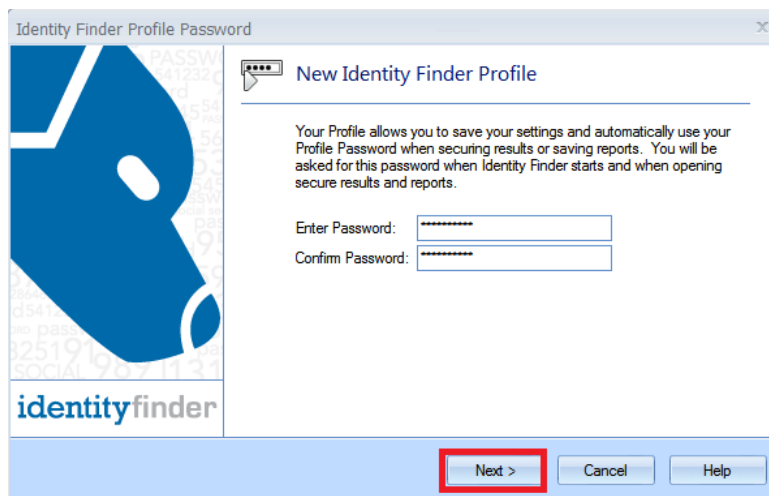 Identity Finder Profile Password
New Identity Finder Profile
Your Profile allows you to save your settings and automatically use your
Profile Password when securing results or saving reports. You will be
asked for this password when Identity Finder starts and when opening
secure results and reports.
Enter Password: **********
Confirm Password: **********
identityfinder
Next >
Cancel
Help